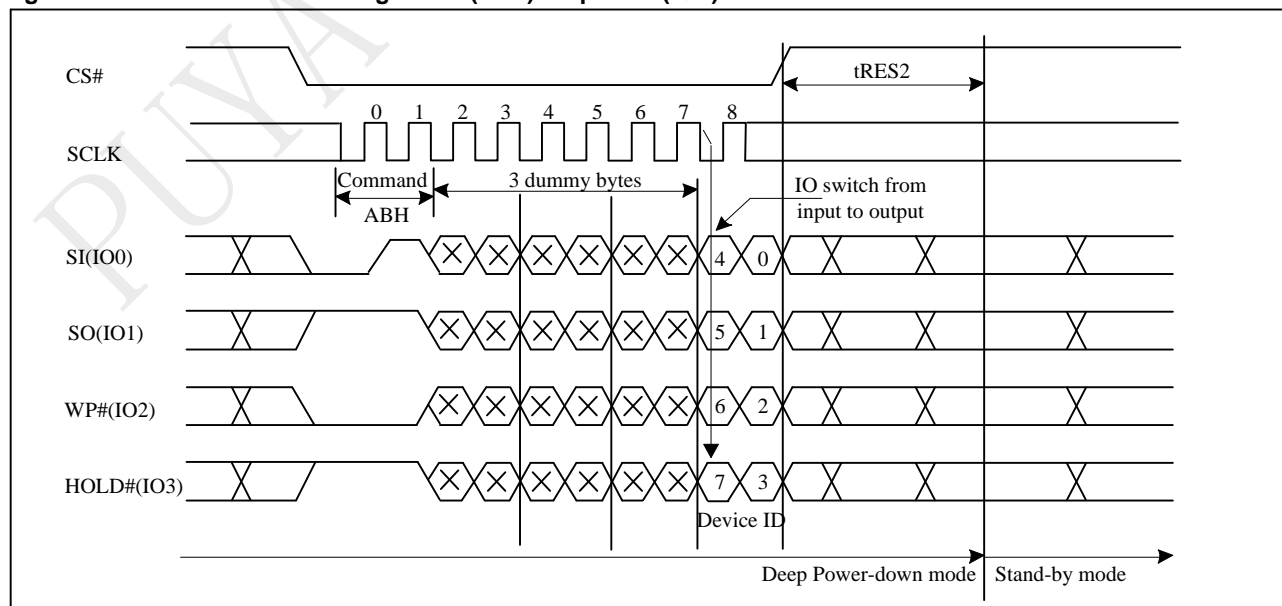 PUYA
CS#
tRES2
0 1 2 3 4 5 6 7 8
SCLK
Command
3 dummy bytes
ABH
IO switch from
input to output
SI(IO0)
4 0
SO(IO1)
5 1
WP#(IO2)
6 2
HOLD#(IO3)
7 3
Device ID
Deep Power-down mode
Stand-by mode